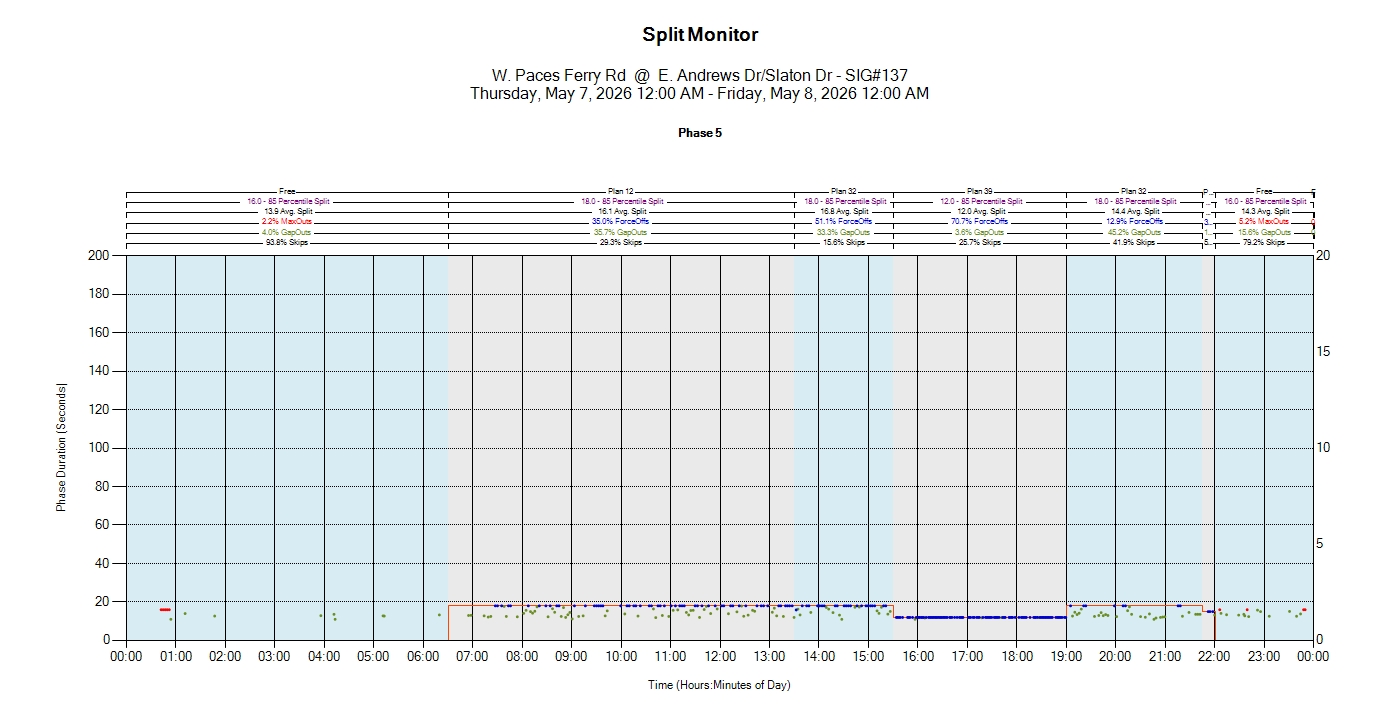 Split Monitor
W. Paces Ferry Rd @ E. Andrews Dr/Slaton Dr - SIG#137
Thursday, May 7, 2026 12:00 AM - Friday, May 8, 2026 12:00 AM
Phase 5
Free Plan 12 Plan 32 Plan 39 Plan 32 P... Free F
16.0 - 85 Percentile Split 18.0 - 85 Percentile Split 18.0 - 85 Percentile Split 12.0 - 85 Percentile Split 18.0 - 85 Percentile Split ... 16.0 - 85 Percentile Split
13.9 Avg. Split 16.1 Avg. Split 16.8 Avg. Split 12.0 Avg. Split 14.4 Avg. Split ... 14.3 Avg. Split
2.2% MaxOuts 35.0% ForceOffs 51.1% ForceOffs 70.7% ForceOffs 12.9% ForceOffs 3... 5.2% MaxOuts
4.0% GapOuts 35.7% GapOuts 33.3% GapOuts 3.6% GapOuts 45.2% GapOuts 1... 15.6% GapOuts
93.8% Skips 29.3% Skips 15.6% Skips 25.7% Skips 41.9% Skips 5... 79.2% Skips
200 20
180
160
15
140
120
100 10
80
60
5
40
20
0 0
Phase Duration (Seconds)
00:00 01:00 02:00 03:00 04:00 05:00 06:00 07:00 08:00 09:00 10:00 11:00 12:00 13:00 14:00 15:00 16:00 17:00 18:00 19:00 20:00 21:00 22:00 23:00 00:00
Time (Hours:Minutes of Day)